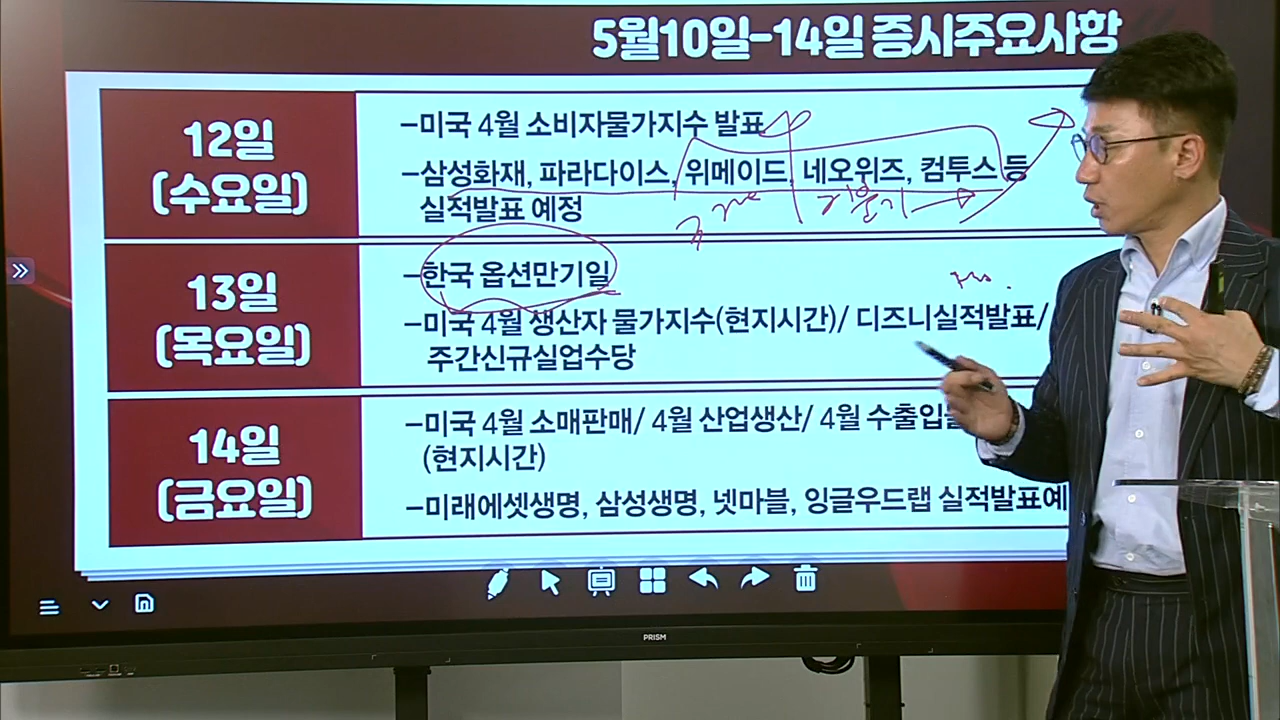 5월10일-14일 증시주요사항
12일
(수요일)
-미국 4월 소비자물가지수 발표
-삼성화재, 파라다이스, 위메이드, 네오위즈, 컴투스 등
실적발표 예정
13일
(목요일)
-한국 옵션만기일
-미국 4월 생산자 물가지수(현지시간)/ 디즈니실적발표/
주간신규실업수당
14일
(금요일)
-미국 4월 소매판매/ 4월 산업생산/ 4월 수출입
(현지시간)
-미래에셋생명, 삼성생명, 넷마블, 잉글우드랩 실적발표예
PRISM